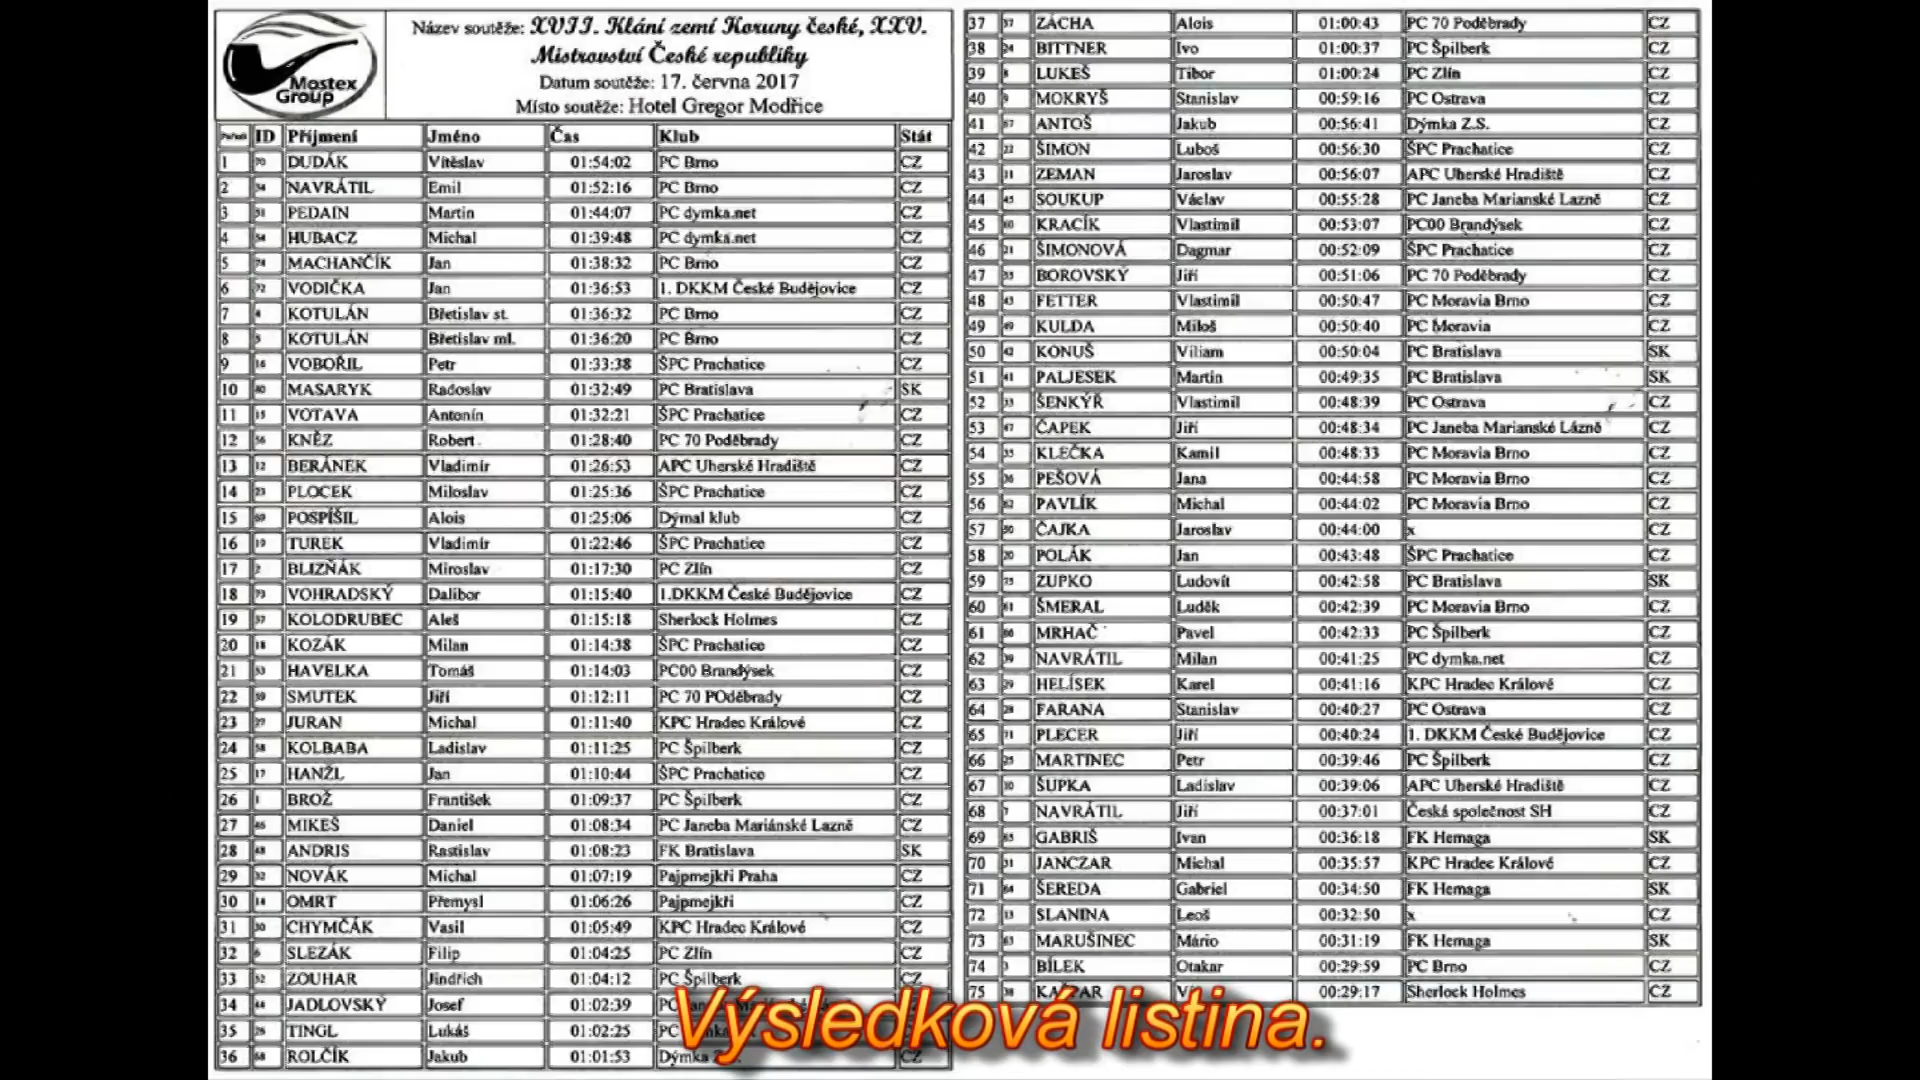 Mostex
Group
Název soutěže: XVII. Klání zemí Koruny české, XXV.
Mistrovství České republiky
Datum soutěže: 17. června 2017
Místo soutěže: Hotel Gregor Modřice
ID Příjmení Jméno Čas Klub Stát
1 70 DUDÁK Vítěslav 01:54:02 PC Brno CZ
2 34 NAVRÁTIL Emil 01:52:16 PC Brno CZ
3 51 PEDAIN Martin 01:44:07 PC dymka.net CZ
4 54 HUBACZ Michal 01:39:48 PC dymka.net CZ
5 74 MACHANČÍK Jan 01:38:32 PC Brno CZ
6 72 VODIČKA Jan 01:36:53 1. DKKM České Budějovice CZ
7 4 KOTULÁN Břetislav st. 01:36:32 PC Brno CZ
8 5 KOTULÁN Břetislav ml. 01:36:20 PC Brno CZ
9 16 VOBOŘIL Petr 01:33:38 ŠPC Prachatice CZ
10 40 MASARYK Radoslav 01:32:49 PC Bratislava SK
11 15 VOTAVA Antonín 01:32:21 ŠPC Prachatice CZ
12 56 KNĚZ Robert 01:28:40 PC 70 Poděbrady CZ
13 12 BERÁNEK Vladimír 01:26:53 APC Uherské Hradiště CZ
14 23 PLOCEK Miloslav 01:25:36 ŠPC Prachatice CZ
15 69 POSPÍŠIL Alois 01:25:06 Dýmal klub CZ
16 19 TUREK Vladimír 01:22:46 ŠPC Prachatice CZ
17 2 BLIZŇÁK Miroslav 01:17:30 PC Zlín CZ
18 73 VOHRADSKÝ Dalibor 01:15:40 1.DKKM České Budějovice CZ
19 37 KOLODRUBEC Aleš 01:15:18 Sherlock Holmes CZ
20 18 KOZÁK Milan 01:14:38 ŠPC Prachatice CZ
21 53 HAVELKA Tomáš 01:14:03 PC00 Brandýsek CZ
22 59 SMUTEK Jiří 01:12:11 PC 70 POděbrady CZ
23 27 JURAN Michal 01:11:40 KPC Hradec Králové CZ
24 58 KOLBABA Ladislav 01:11:25 PC Špilberk CZ
25 17 HANŽL Jan 01:10:44 ŠPC Prachatice CZ
26 1 BROŽ František 01:09:37 PC Špilberk CZ
27 46 MIKEŠ Daniel 01:08:34 PC Janeba Mariánské Lazně CZ
28 48 ANDRIS Rastislav 01:08:23 FK Bratislava SK
29 32 NOVÁK Michal 01:07:19 Pajpmejkři Praha CZ
30 14 OMRT Přemysl 01:06:26 Pajpmejkři CZ
31 30 CHYMČÁK Vasil 01:05:49 KPC Hradec Králové CZ
32 6 SLEZÁK Filip 01:04:25 PC Zlín CZ
33 52 ZOUHAR Jindřich 01:04:12 PC Špilberk CZ
34 44 JADLOVSKÝ Josef 01:02:39 CZ
35 26 TINGL Lukáš 01:02:25 CZ
36 68 ROLČÍK Jakub 01:01:53 Dýmka CZ
37 57 ZÁCHA Alois 01:00:43 PC 70 Poděbrady CZ
38 24 BITTNER Ivo 01:00:37 PC Špilberk CZ
39 8 LUKEŠ Tibor 01:00:24 PC Zlín CZ
40 9 MOKRYŠ Stanislav 00:59:16 PC Ostrava CZ
41 67 ANTOŠ Jakub 00:56:41 Dýmka Z.S. CZ
42 22 ŠIMON Luboš 00:56:30 ŠPC Prachatice CZ
43 11 ZEMAN Jaroslav 00:56:07 APC Uherské Hradiště CZ
44 45 SOUKUP Václav 00:55:28 PC Janeba Marianské Lazně CZ
45 60 KRACÍK Vlastimil 00:53:07 PC00 Brandýsek CZ
46 21 ŠIMONOVÁ Dagmar 00:52:09 ŠPC Prachatice CZ
47 55 BOROVSKÝ Jiří 00:51:06 PC 70 Poděbrady CZ
48 43 FETTER Vlastimil 00:50:47 PC Moravia Brno CZ
49 49 KULDA Miloš 00:50:40 PC Moravia CZ
50 42 KONUŠ Viliam 00:50:04 PC Bratislava SK
51 41 PALJESEK Martin 00:49:35 PC Bratislava SK
52 33 ŠENKÝŘ Vlastimil 00:48:39 PC Ostrava CZ
53 47 ČAPEK Jiří 00:48:34 PC Janeba Marianské Lázně CZ
54 35 KLEČKA Kamil 00:48:33 PC Moravia Brno CZ
55 36 PEŠOVÁ Jana 00:44:58 PC Moravia Brno CZ
56 62 PAVLÍK Michal 00:44:02 PC Moravia Brno CZ
57 50 ČAJKA Jaroslav 00:44:00 x CZ
58 20 POLÁK Jan 00:43:48 ŠPC Prachatice CZ
59 75 ZUPKO Ludovít 00:42:58 PC Bratislava SK
60 61 ŠMERAL Luděk 00:42:39 PC Moravia Brno CZ
61 66 MRHAČ Pavel 00:42:33 PC Špilberk CZ
62 39 NAVRÁTIL Milan 00:41:25 PC dymka.net CZ
63 29 HELÍSEK Karel 00:41:16 KPC Hradec Králové CZ
64 28 FARANA Stanislav 00:40:27 PC Ostrava CZ
65 71 PLECER Jiří 00:40:24 1. DKKM České Budějovice CZ
66 25 MARTINEC Petr 00:39:46 PC Špilberk CZ
67 10 ŠUPKA Ladislav 00:39:06 APC Uherské Hradiště CZ
68 7 NAVRÁTIL Jiří 00:37:01 Česká společnost SH CZ
69 65 GABRIŠ Ivan 00:36:18 FK Hemaga SK
70 31 JANCZAR Michal 00:35:57 KPC Hradec Králové CZ
71 64 ŠEREDA Gabriel 00:34:50 FK Hemaga SK
72 13 SLANINA Leoš 00:32:50 x CZ
73 63 MARUŠINEC Mário 00:31:19 FK Hemaga SK
74 3 BÍLEK Otakar 00:29:59 PC Brno CZ
75 38 KAŠPAR 00:29:17 Sherlock Holmes CZ
Výsledková listina.